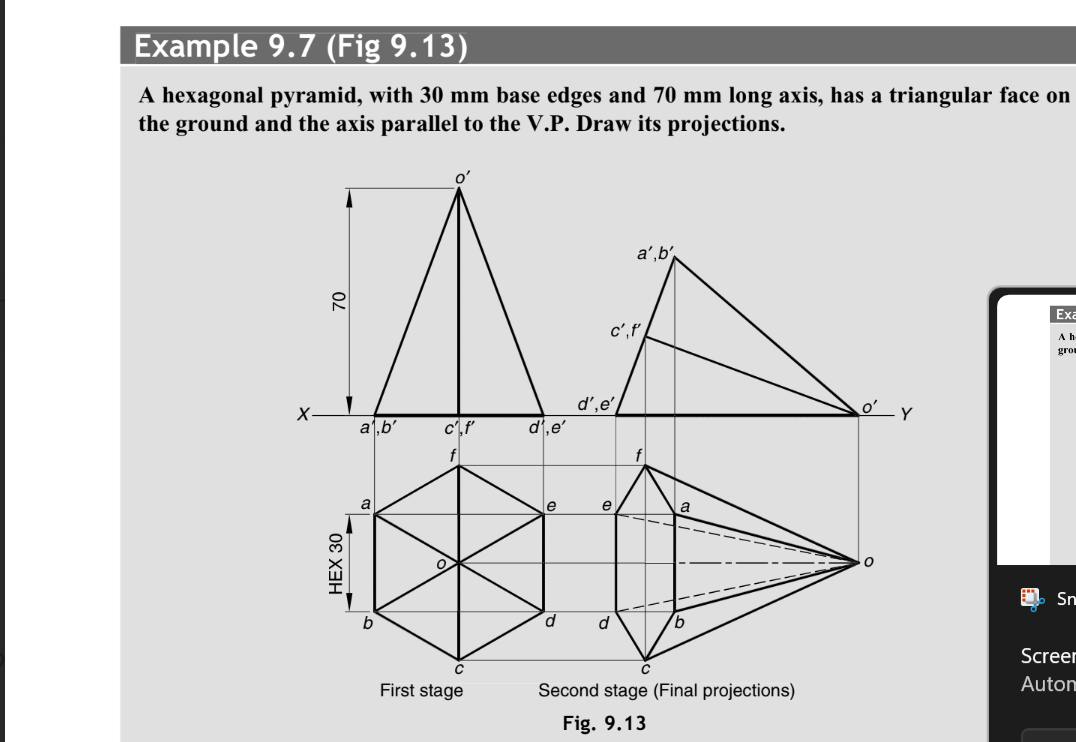 Example 9.7 (Fig 9.13)
A hexagonal pyramid, with 30 mm base edges and 70 mm long axis, has a triangular face on
the ground and the axis parallel to the V.P. Draw its projections.
o′
70
a′,b′
c′,f′
d′,e′
o′
X
Y
a′,b′
c′,f′
d′,e′
f
f
a
e
e
a
HEX 30
o
o
b
d
d
b
c
c
First stage
Second stage (Final projections)
Fig. 9.13
Exa
A h
grou
Sn
Screer
Autom